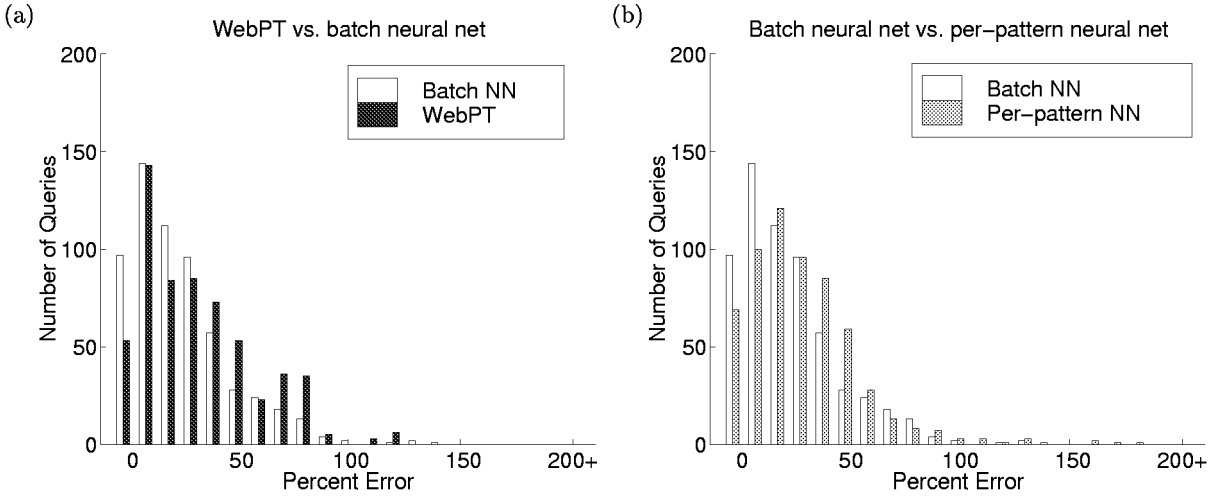 (a)
WebPT vs. batch neural net
200
150
100
50
0
Number of Queries
Batch NN
WebPT
0 50 100 150 200+
Percent Error
(b)
Batch neural net vs. per-pattern neural net
200
150
100
50
0
Number of Queries
Batch NN
Per-pattern NN
0 50 100 150 200+
Percent Error